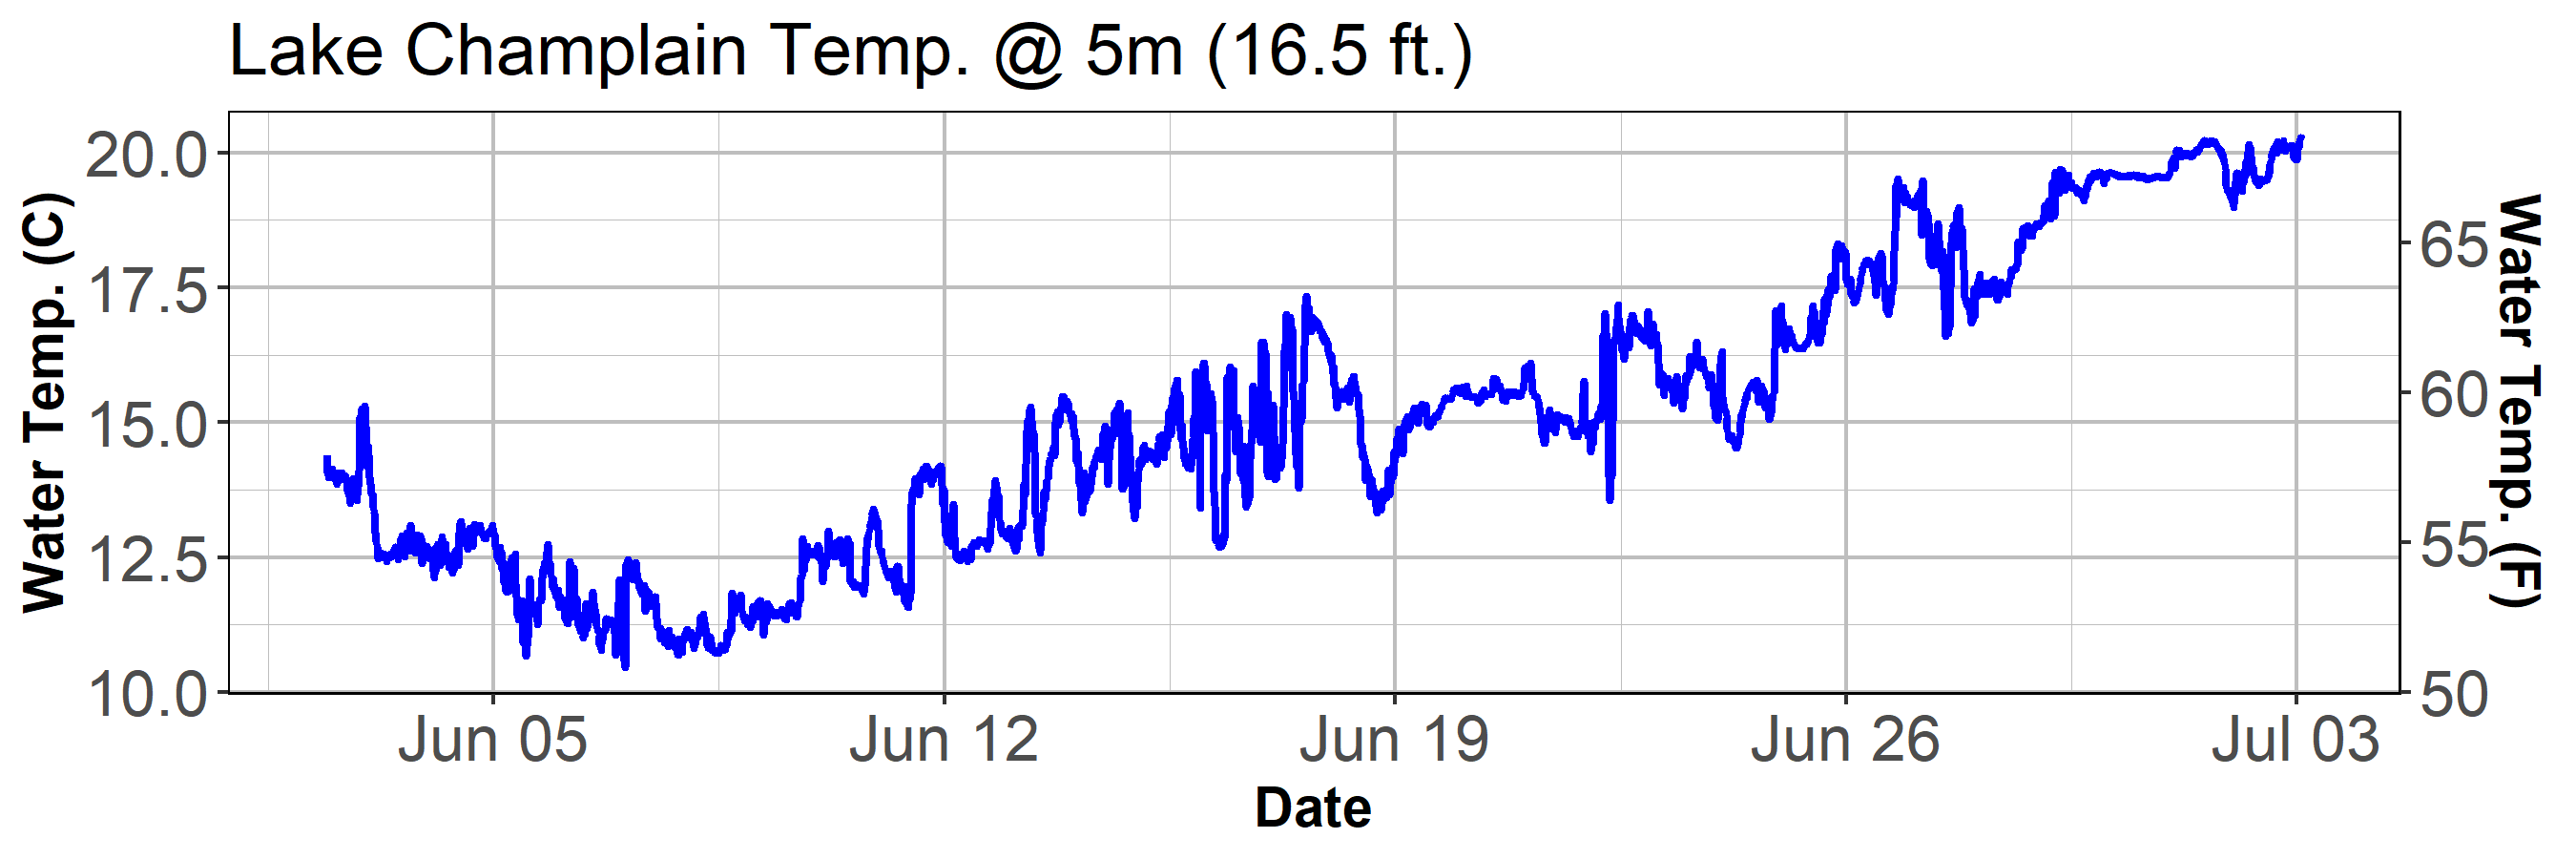 Lake Champlain Temp. @ 5m (16.5 ft.)
Water Temp. (C)
20.0
17.5
15.0
12.5
10.0
65
60
55
50
Water Temp. (F)
Jun 05 Jun 12 Jun 19 Jun 26 Jul 03
Date